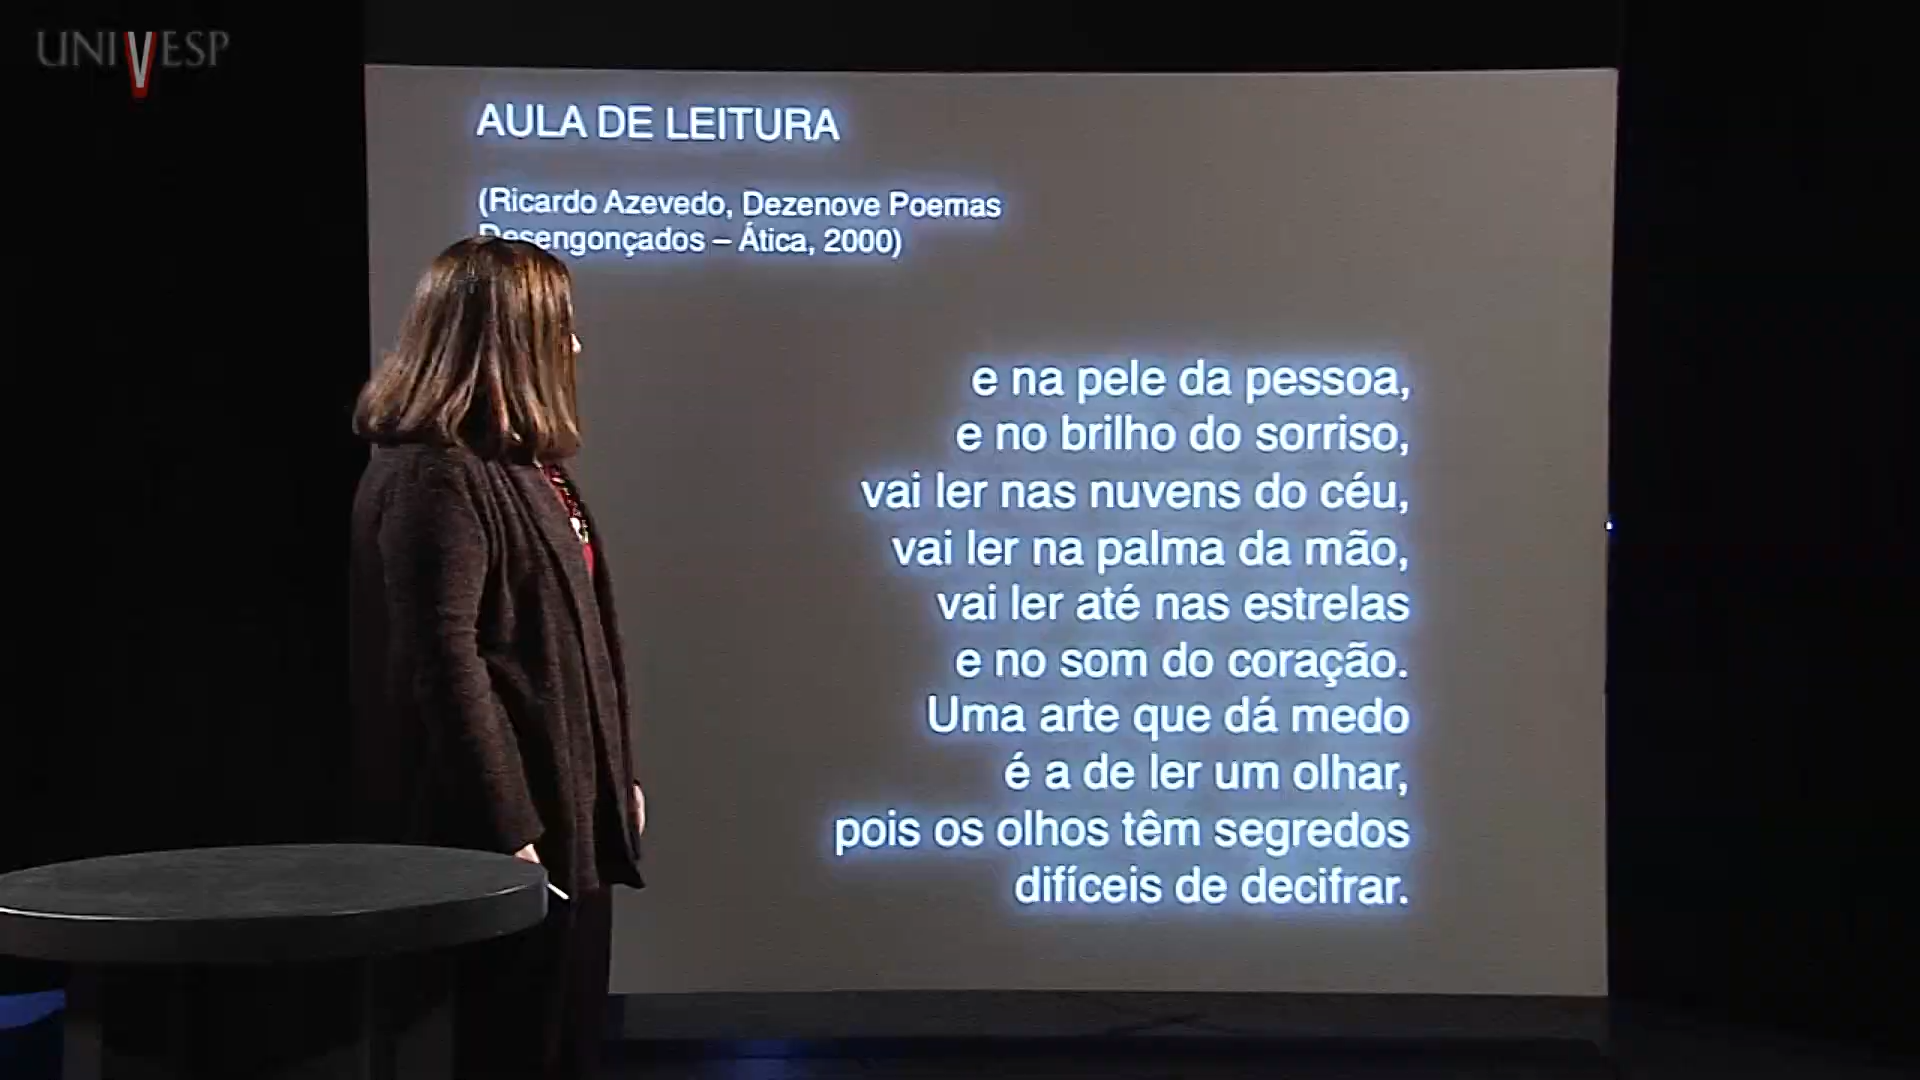 UNIVESP
AULA DE LEITURA
(Ricardo Azevedo, Dezenove Poemas
Desengonçados – Ática, 2000)
e na pele da pessoa,
e no brilho do sorriso,
vai ler nas nuvens do céu,
vai ler na palma da mão,
vai ler até nas estrelas
e no som do coração.
Uma arte que dá medo
é a de ler um olhar,
pois os olhos têm segredos
difíceis de decifrar.